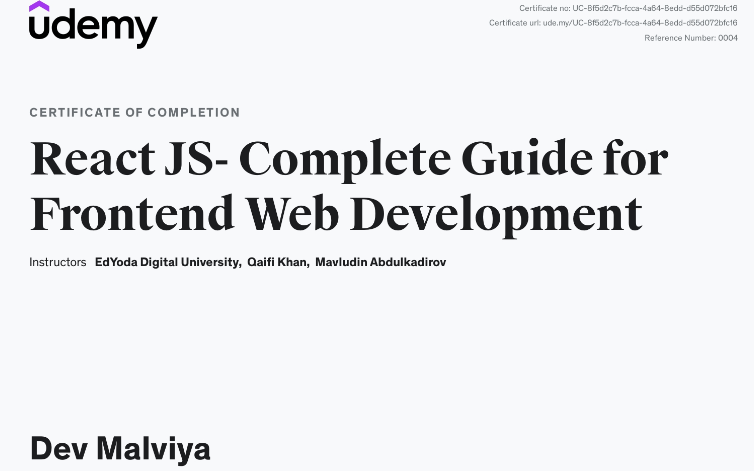 udemy
Certificate no: UC-8f5d2c7b-fcca-4a64-8edd-d55d072bfc16
Certificate url: ude.my/UC-8f5d2c7b-fcca-4a64-8edd-d55d072bfc16
Reference Number: 0004
CERTIFICATE OF COMPLETION
React JS- Complete Guide for
Frontend Web Development
Instructors EdYoda Digital University, Qaifi Khan, Mavludin Abdulkadirov
Dev Malviya